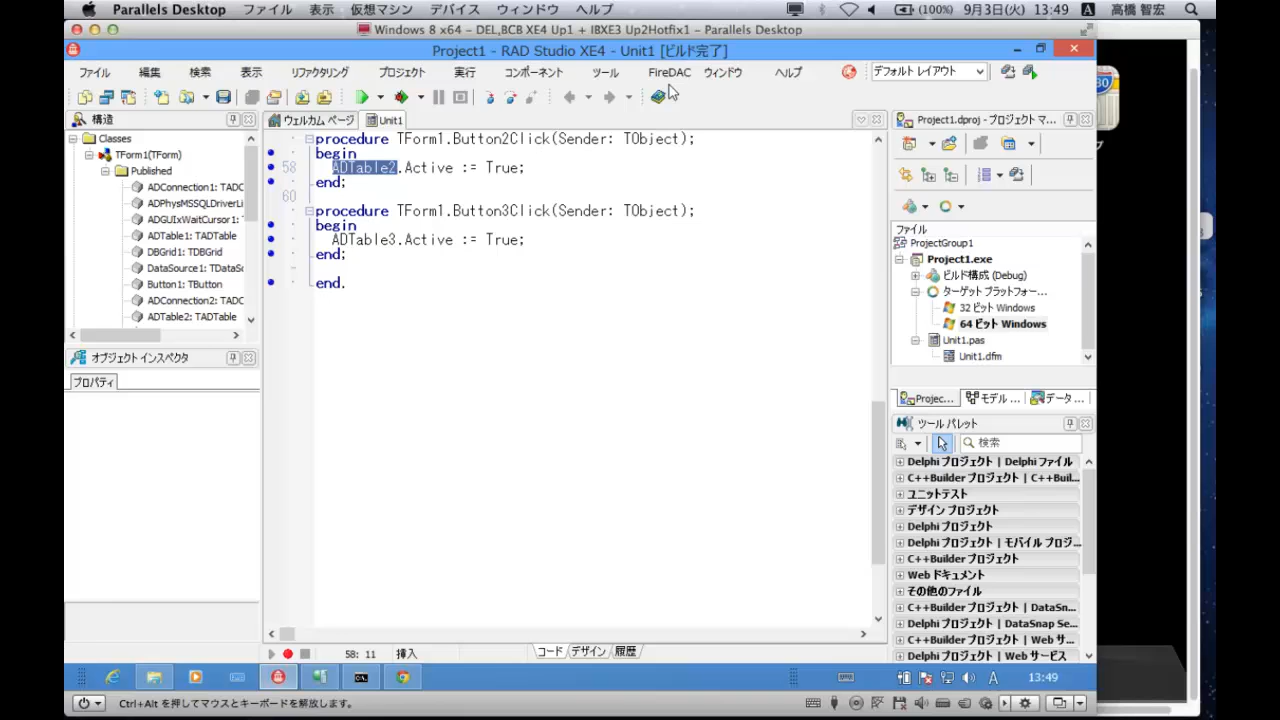 Parallels Desktop ファイル 表示 仮想マシン デバイス ウィンドウ ヘルプ (100%) 9月3日(火) 13:49 A 高橋 智宏
Windows 8 x64 – DEL,BCB XE4 Up1 + IBXE3 Up2Hotfix1 – Parallels Desktop
Project1 - RAD Studio XE4 - Unit1 [ビルド完了]
ファイル 編集 検索 表示 リファクタリング プロジェクト 実行 コンポーネント ツール FireDAC ウィンドウ ヘルプ デフォルト レイアウト
構造
Classes
TForm1(TForm)
Published
ADConnection1: TADC
ADPhysMSSQLDriverLi
ADGUIxWaitCursor1:
ADTable1: TADTable
DBGrid1: TDBGrid
DataSource1: TDataSc
Button1: TButton
ADConnection2: TADC
ADTable2: TADTable
オブジェクト インスペクタ
プロパティ
ウェルカム ページ Unit1
procedure TForm1.Button2Click(Sender: TObject);
begin
58 ADTable2.Active := True;
end;
60
procedure TForm1.Button3Click(Sender: TObject);
begin
ADTable3.Active := True;
end;
end.
58: 11 挿入 コード デザイン 履歴
Project1.dproj - プロジェクト マ...
ファイル
ProjectGroup1
Project1.exe
ビルド構成 (Debug)
ターゲット プラットフォー...
32 ビット Windows
64 ビット Windows
Unit1.pas
Unit1.dfm
Projec... モデル ... データ ...
ツール パレット
検索
Delphi プロジェクト | Delphi ファイル
C++Builder プロジェクト | C++Buil...
ユニットテスト
デザイン プロジェクト
Delphi プロジェクト
Delphi プロジェクト | モバイル プロジ...
C++Builder プロジェクト
Web ドキュメント
その他のファイル
C++Builder プロジェクト | DataSn...
Delphi プロジェクト | DataSnap Se...
C++Builder プロジェクト | Web サ...
Delphi プロジェクト | Web サービス
A 13:49
Ctrl+Alt を押してマウスとキーボードを解放します。